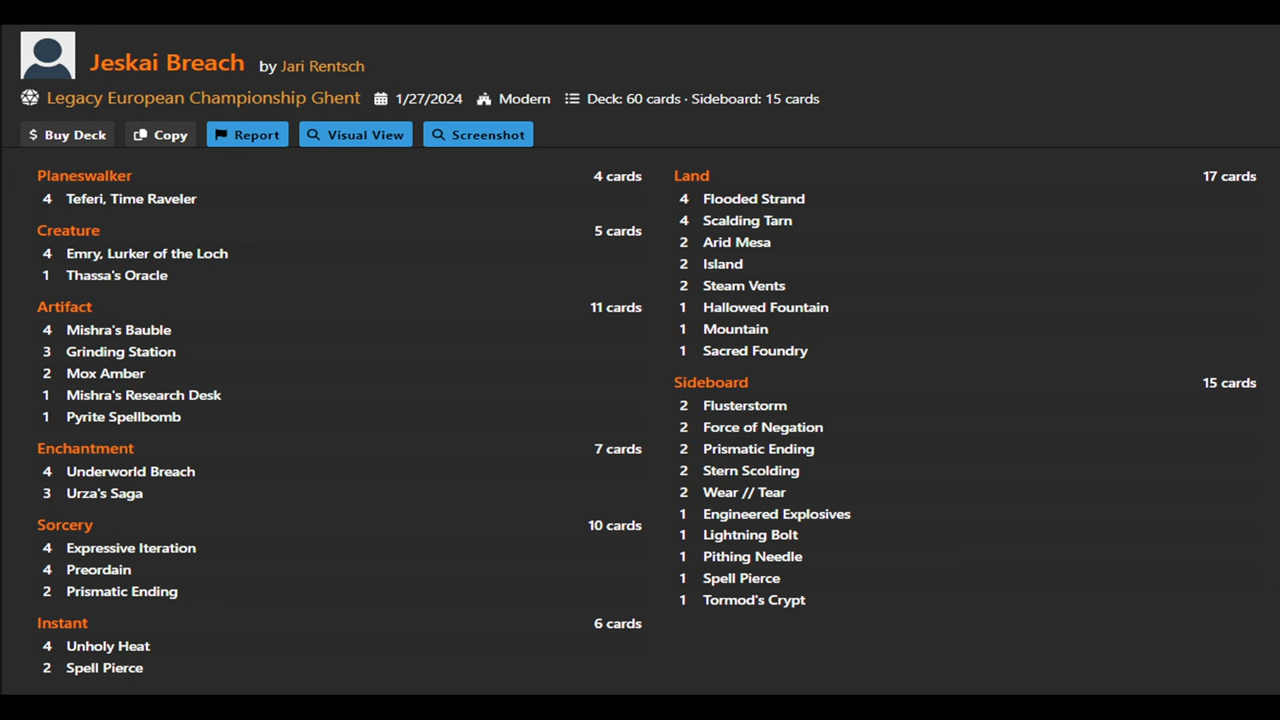 Jeskai Breach by Jari Rentsch
Legacy European Championship Ghent 1/27/2024 Modern Deck: 60 cards · Sideboard: 15 cards
$ Buy Deck Copy Report Visual View Screenshot
Planeswalker 4 cards
4 Teferi, Time Raveler
Creature 5 cards
4 Emry, Lurker of the Loch
1 Thassa's Oracle
Artifact 11 cards
4 Mishra's Bauble
3 Grinding Station
2 Mox Amber
1 Mishra's Research Desk
1 Pyrite Spellbomb
Enchantment 7 cards
4 Underworld Breach
3 Urza's Saga
Sorcery 10 cards
4 Expressive Iteration
4 Preordain
2 Prismatic Ending
Instant 6 cards
4 Unholy Heat
2 Spell Pierce
Land 17 cards
4 Flooded Strand
4 Scalding Tarn
2 Arid Mesa
2 Island
2 Steam Vents
1 Hallowed Fountain
1 Mountain
1 Sacred Foundry
Sideboard 15 cards
2 Flusterstorm
2 Force of Negation
2 Prismatic Ending
2 Stern Scolding
2 Wear // Tear
1 Engineered Explosives
1 Lightning Bolt
1 Pithing Needle
1 Spell Pierce
1 Tormod's Crypt